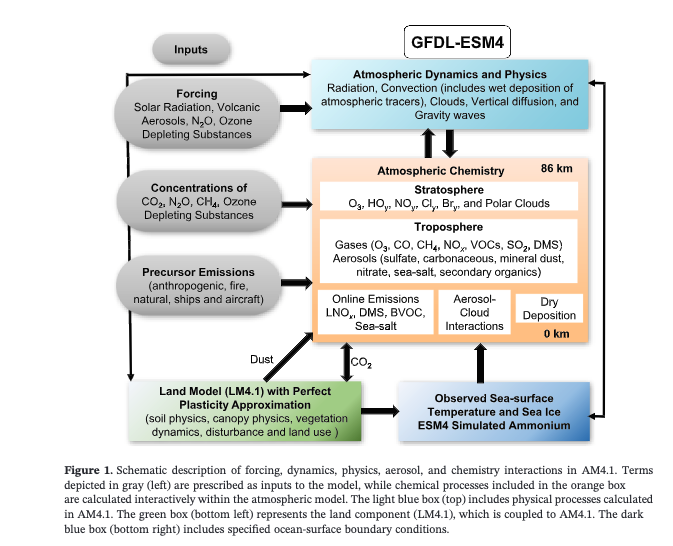 GFDL-ESM4
Inputs
Atmospheric Dynamics and Physics
Radiation, Convection (includes wet deposition of
atmospheric tracers), Clouds, Vertical diffusion, and
Gravity waves
Forcing
Solar Radiation, Volcanic
Aerosols, N₂O, Ozone
Depleting Substances
Atmospheric Chemistry
86 km
Concentrations of
CO₂, N₂O, CH₄, Ozone
Depleting Substances
Stratosphere
O₃, HOy, NOy, Cly, Bry, and Polar Clouds
Troposphere
Gases (O₃, CO, CH₄, NOₓ, VOCs, SO₂, DMS)
Aerosols (sulfate, carbonaceous, mineral dust,
nitrate, sea-salt, secondary organics)
Precursor Emissions
(anthropogenic, fire,
natural, ships and aircraft)
Online Emissions
LNOₓ, DMS, BVOC,
Sea-salt
Aerosol-
Cloud
Interactions
Dry
Deposition
0 km
Dust
CO₂
Land Model (LM4.1) with Perfect
Plasticity Approximation
(soil physics, canopy physics, vegetation
dynamics, disturbance and land use )
Observed Sea-surface
Temperature and Sea Ice
ESM4 Simulated Ammonium
Figure 1. Schematic description of forcing, dynamics, physics, aerosol, and chemistry interactions in AM4.1. Terms
depicted in gray (left) are prescribed as inputs to the model, while chemical processes included in the orange box
are calculated interactively within the atmospheric model. The light blue box (top) includes physical processes calculated
in AM4.1. The green box (bottom left) represents the land component (LM4.1), which is coupled to AM4.1. The dark
blue box (bottom right) includes specified ocean-surface boundary conditions.